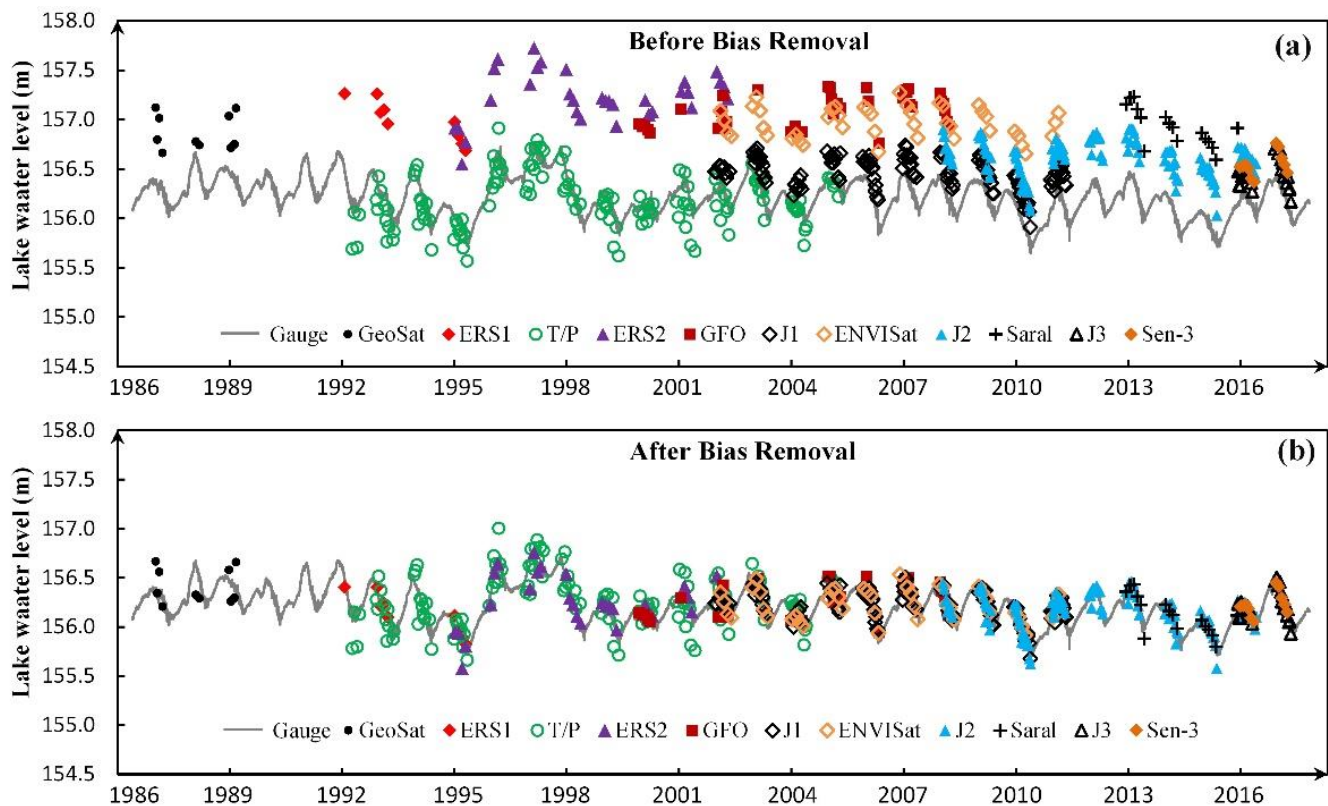 158.0
Before Bias Removal
(a)
157.5
157.0
156.5
156.0
155.5
155.0
154.5
Lake waater level (m)
Gauge GeoSat ERS1 T/P ERS2 GFO J1 ENVISat J2 Saral J3 Sen-3
1986 1989 1992 1995 1998 2001 2004 2007 2010 2013 2016
158.0
After Bias Removal
(b)
157.5
157.0
156.5
156.0
155.5
155.0
154.5
Lake waater level (m)
Gauge GeoSat ERS1 T/P ERS2 GFO J1 ENVISat J2 Saral J3 Sen-3
1986 1989 1992 1995 1998 2001 2004 2007 2010 2013 2016